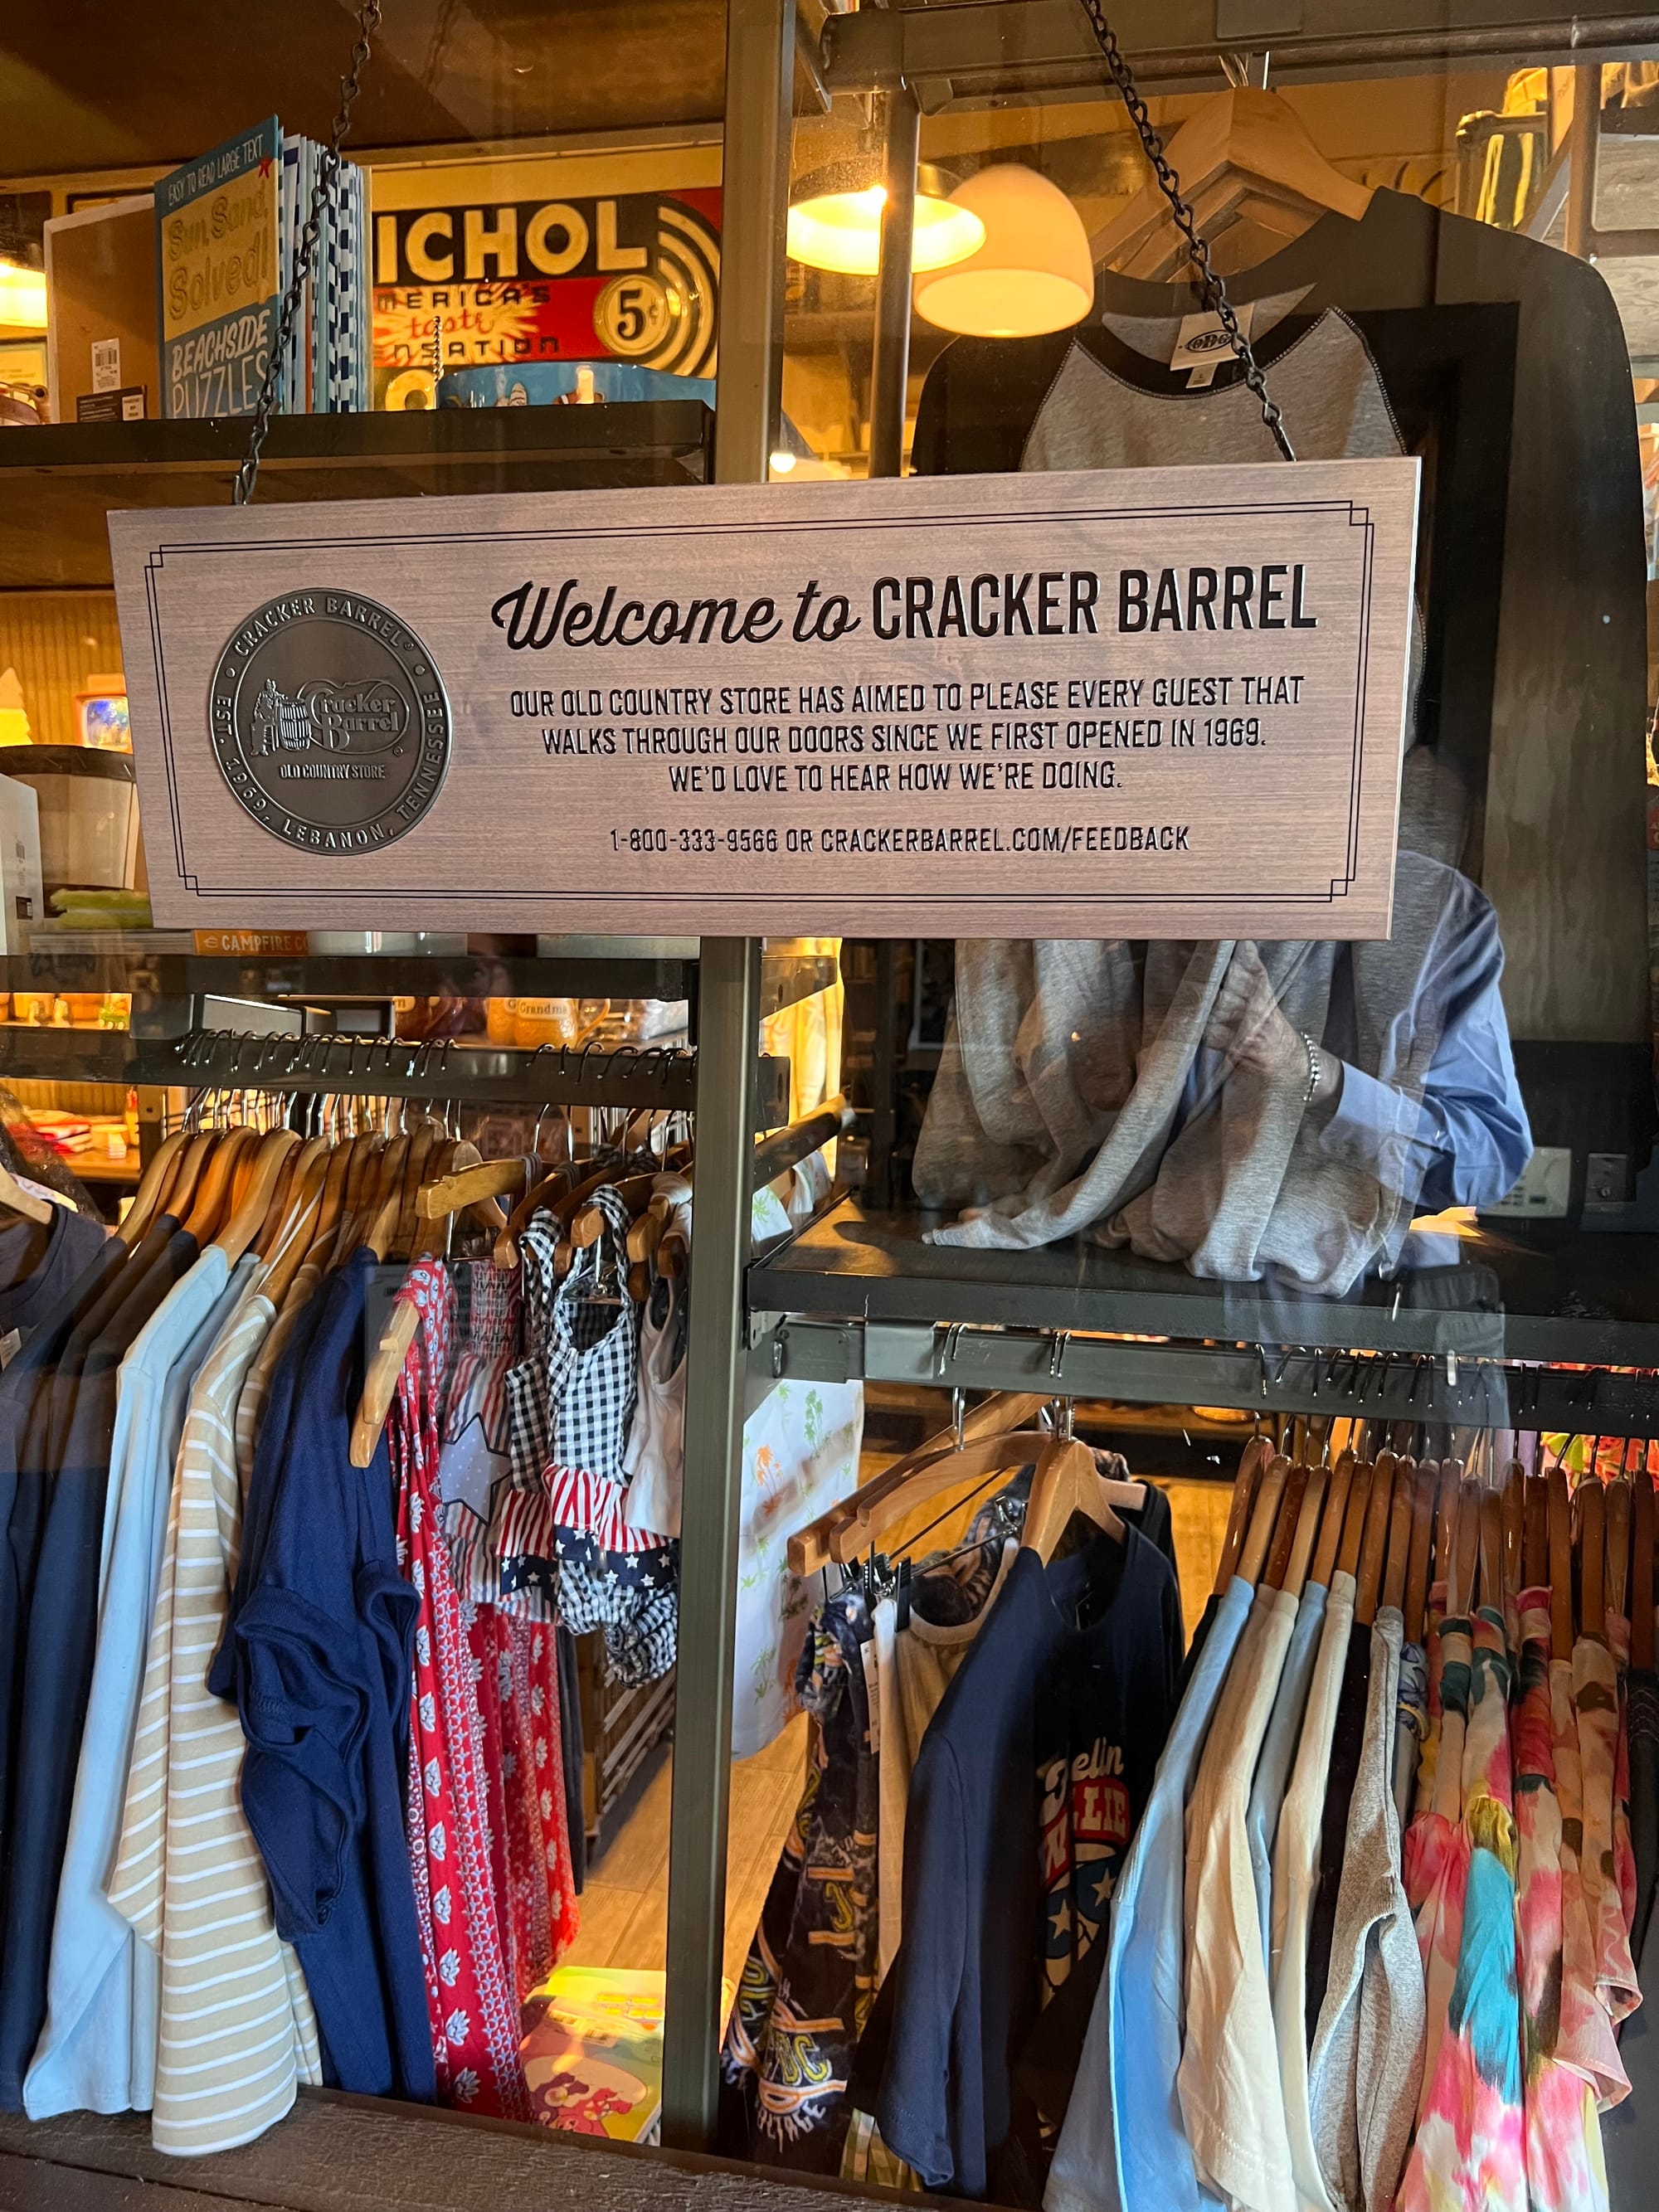 EASY TO READ LARGE TEXT
Sun, Sand,
Solved!
BEACHSIDE
PUZZLES
ICHOL
MERICA'S
taste
ENSATION
5¢
Welcome to CRACKER BARREL
OUR OLD COUNTRY STORE HAS AIMED TO PLEASE EVERY GUEST THAT
WALKS THROUGH OUR DOORS SINCE WE FIRST OPENED IN 1969.
WE'D LOVE TO HEAR HOW WE'RE DOING.
1-800-333-9566 OR CRACKERBARREL.COM/FEEDBACK
CRACKER BARREL
Cracker
Barrel
OLD COUNTRY STORE
EST. 1969, LEBANON, TENNESSEE
CAMPFIRE CO
Grandma